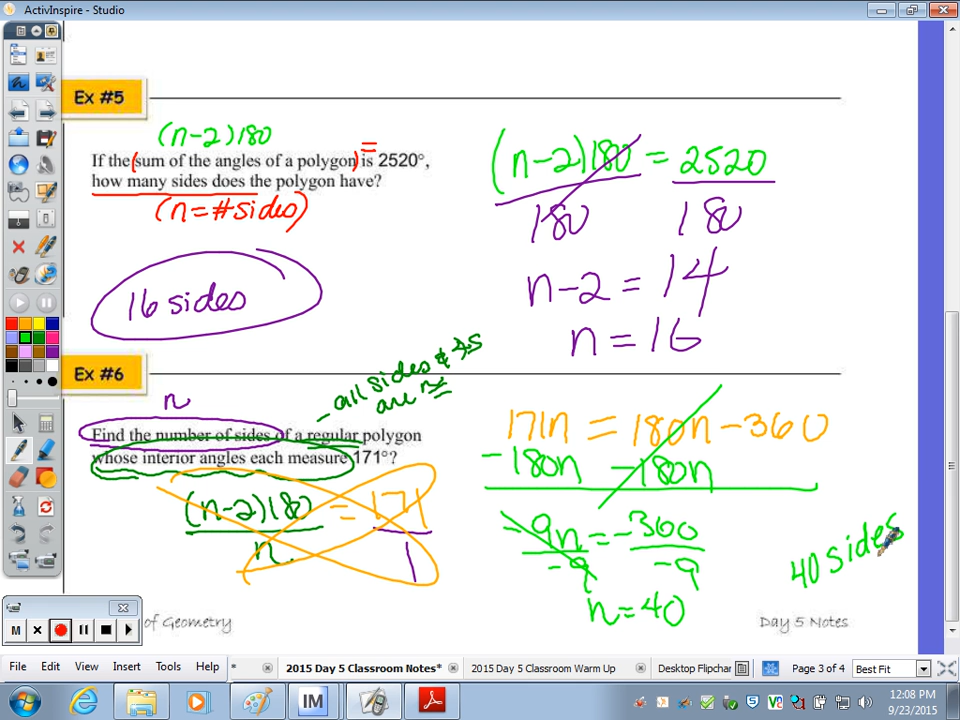 ActivInspire - Studio
Ex #5
(n-2)180
=
If the (sum of the angles of a polygon) is 2520°,
how many sides does the polygon have?
(n = # sides)
16 sides
(n-2)180 = 2520
180 180
n-2 = 14
n = 16
Ex #6
- all sides & ∡s
are ≅
n
Find the number of sides of a regular polygon
whose interior angles each measure 171°?
(n-2)180 = 171
n 1
171n = 180n - 360
-180n -180n
-9n = -360
-9 -9
n = 40
40 sides
of Geometry
Day 5 Notes
M
File Edit View Insert Tools Help
2015 Day 5 Classroom Notes*
2015 Day 5 Classroom Warm Up
Desktop Flipchar
Page 3 of 4
Best Fit
IM
12:08 PM
9/23/2015